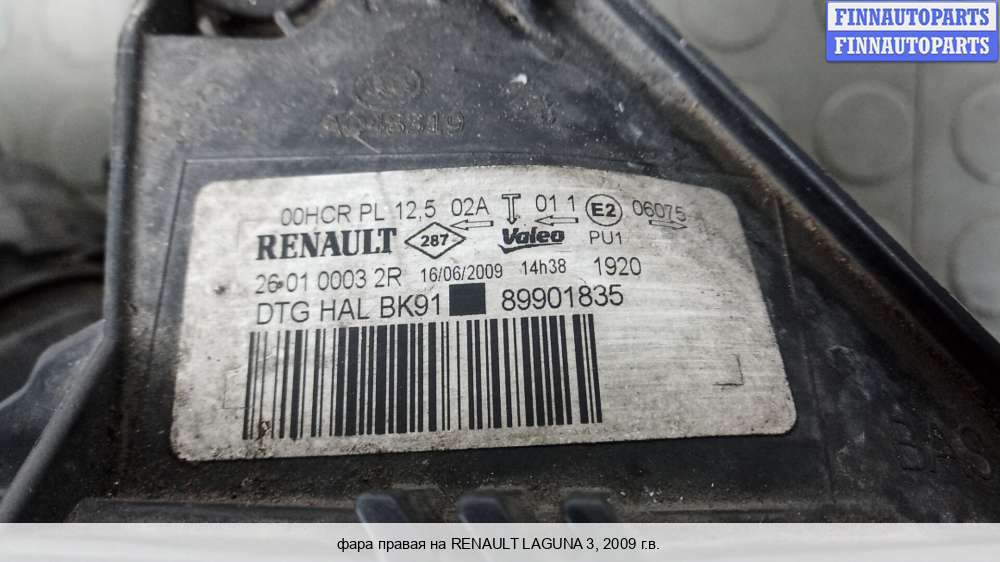 FINNAUTOPARTS
FINNAUTOPARTS
00HCR PL 12,5 02A 01 1 E2 06075
RENAULT 287 Valeo PU1
26•01 0003 2R 16/06/2009 14h38 1920
DTG HAL BK91 89901835
фара правая на RENAULT LAGUNA 3, 2009 г.в.